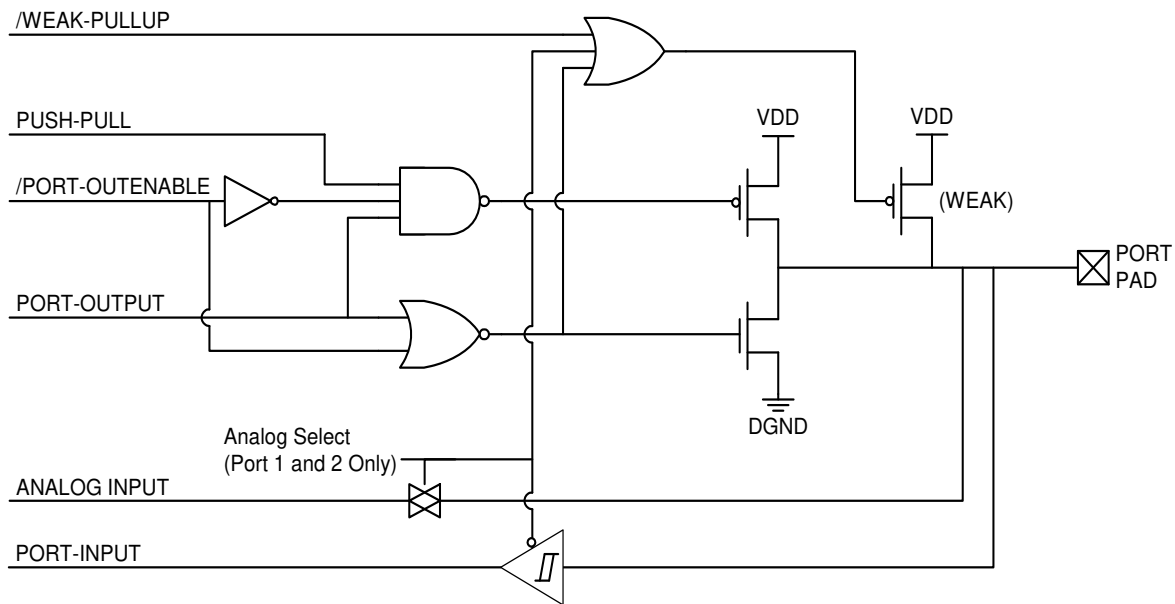 /WEAK-PULLUP
PUSH-PULL
/PORT-OUTENABLE
PORT-OUTPUT
VDD
VDD
(WEAK)
PORT
PAD
DGND
Analog Select
(Port 1 and 2 Only)
ANALOG INPUT
PORT-INPUT